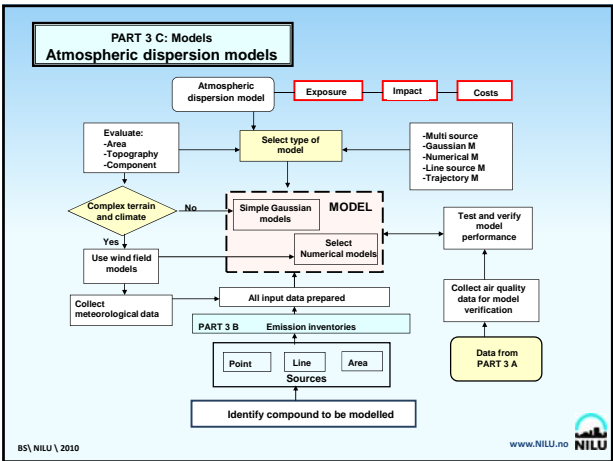 PART 3 C: Models
Atmospheric dispersion models
Atmospheric
dispersion model
Exposure
Impact
Costs
Evaluate:
-Area
-Topography
-Component
Select type of
model
-Multi source
-Gaussian M
-Numerical M
-Line source M
-Trajectory M
Complex terrain
and climate
No
Simple Gaussian
models
MODEL
Select
Numerical models
Test and verify
model
performance
Yes
Use wind field
models
Collect
meteorological data
All input data prepared
Collect air quality
data for model
verification
PART 3 B Emission inventories
Point
Line
Area
Sources
Data from
PART 3 A
Identify compound to be modelled
BS\ NILU \ 2010
www.NILU.no
NILU